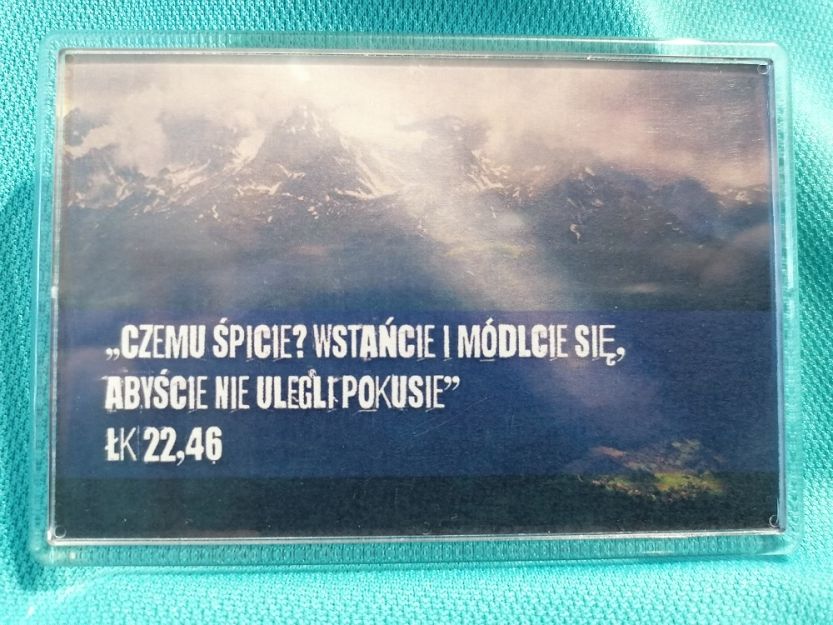 „CZEMU ŚPICIE? WSTAŃCIE I MÓDLCIE SIĘ,
ABYŚCIE NIE ULEGLI POKUSIE”
ŁK 22,46